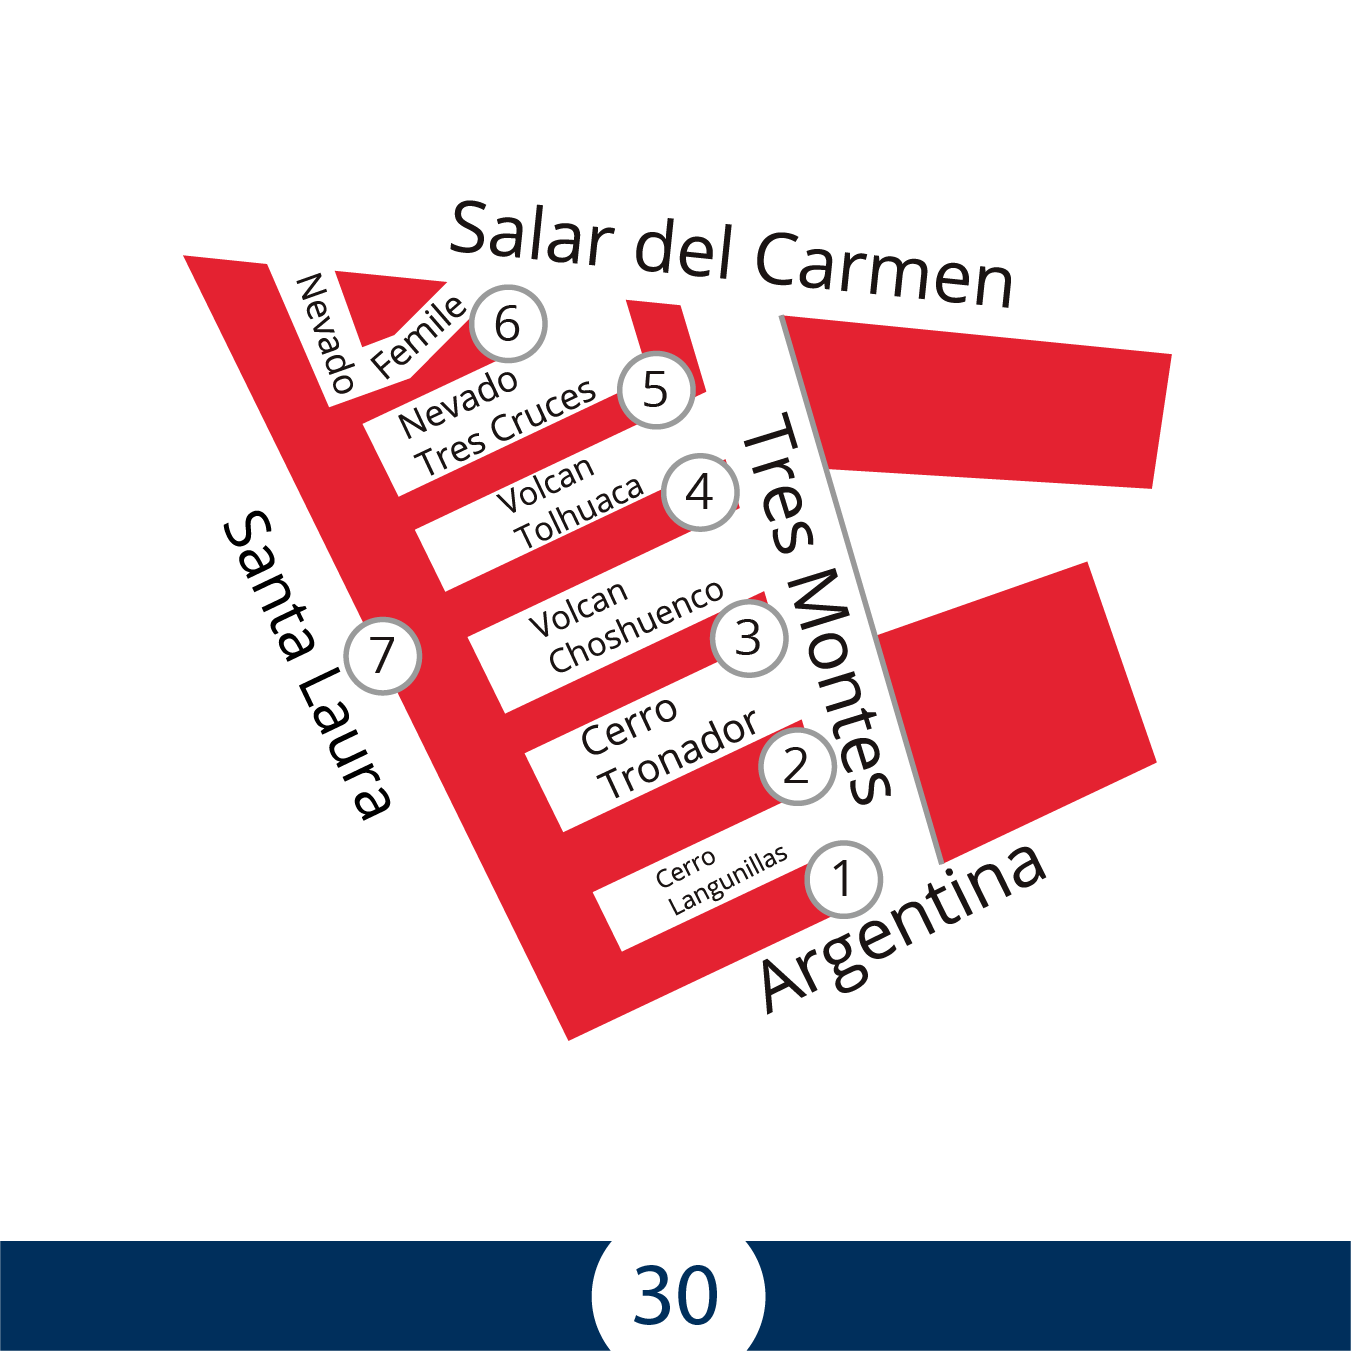 Salar del Carmen
Nevado
Femile
6
Nevado
Tres Cruces
5
Volcan
Tolhuaca
4
Tres Montes
Santa Laura
7
Volcan
Choshuenco
3
Cerro
Tronador
2
Cerro
Langunillas
1
Argentina
30